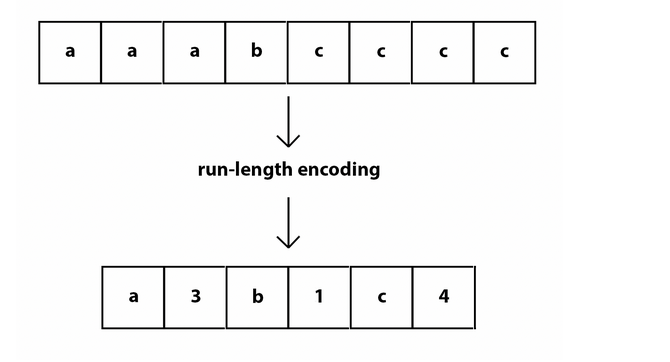 a a a b c c c c
run-length encoding
a 3 b 1 c 4